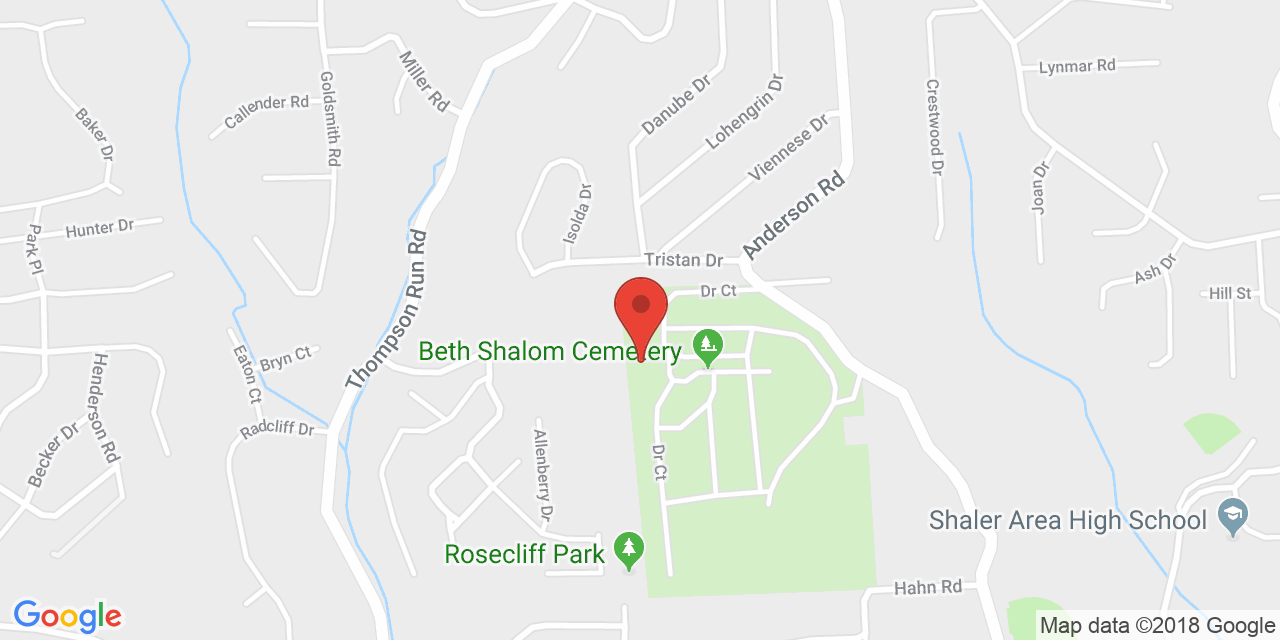 Lynmar Rd
Miller Rd
Goldsmith Rd
Callender Rd
Danube Dr
Lohengrin Dr
Viennese Dr
Crestwood Dr
Baker Dr
Joan Dr
Anderson Rd
Isolda Dr
Hunter Dr
Park Pl
Thompson Run Rd
Tristan Dr
Ash Dr
Dr Ct
Hill St
Beth Shalom Cemetery
Bryn Ct
Eaton Ct
Henderson Rd
Radcliff Dr
Becker Dr
Allenberry Dr
Dr Ct
Shaler Area High School
Rosecliff Park
Hahn Rd
Google
Map data ©2018 Google